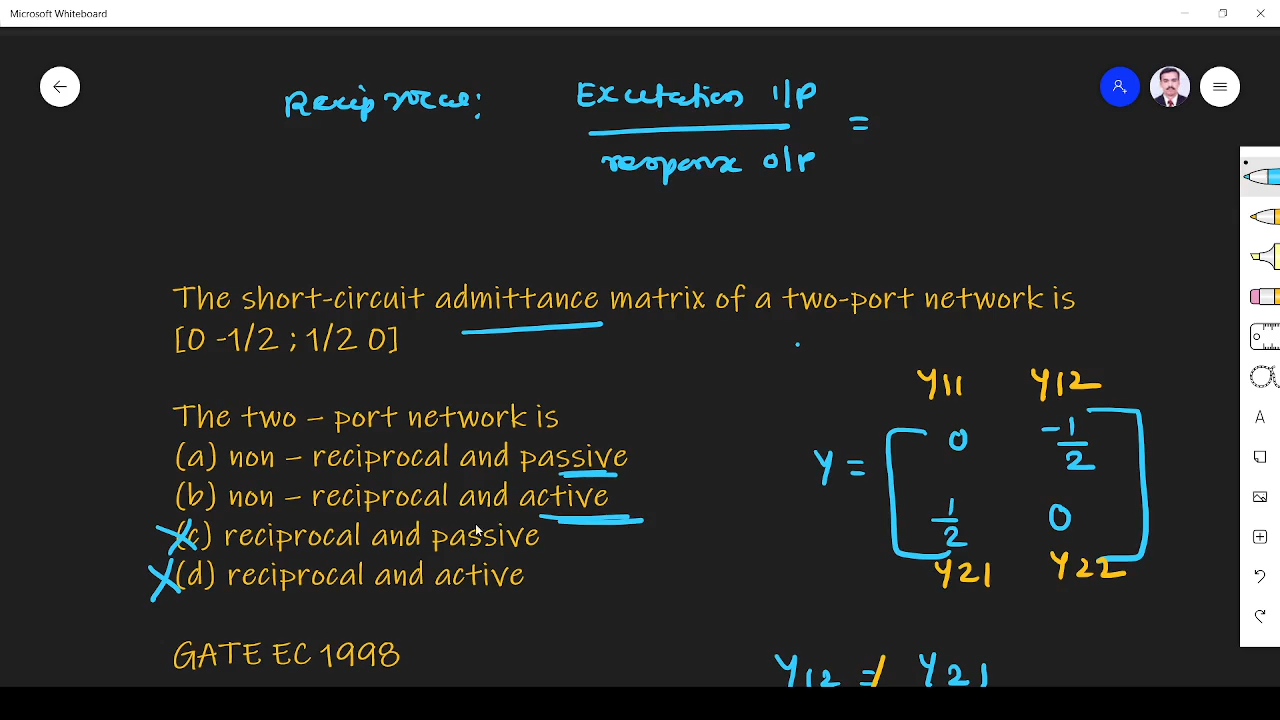 Microsoft Whiteboard
Reciprocal: Excitation i/p
response o/p =
The short-circuit admittance matrix of a two-port network is
[0 -1/2 ; 1/2 0]
The two – port network is
(a) non – reciprocal and passive
(b) non – reciprocal and active
(c) reciprocal and passive
(d) reciprocal and active
GATE EC 1998
Y11 Y12
Y = 0 -1/2
1/2 0
Y21 Y22
Y12 ≠ Y21
A